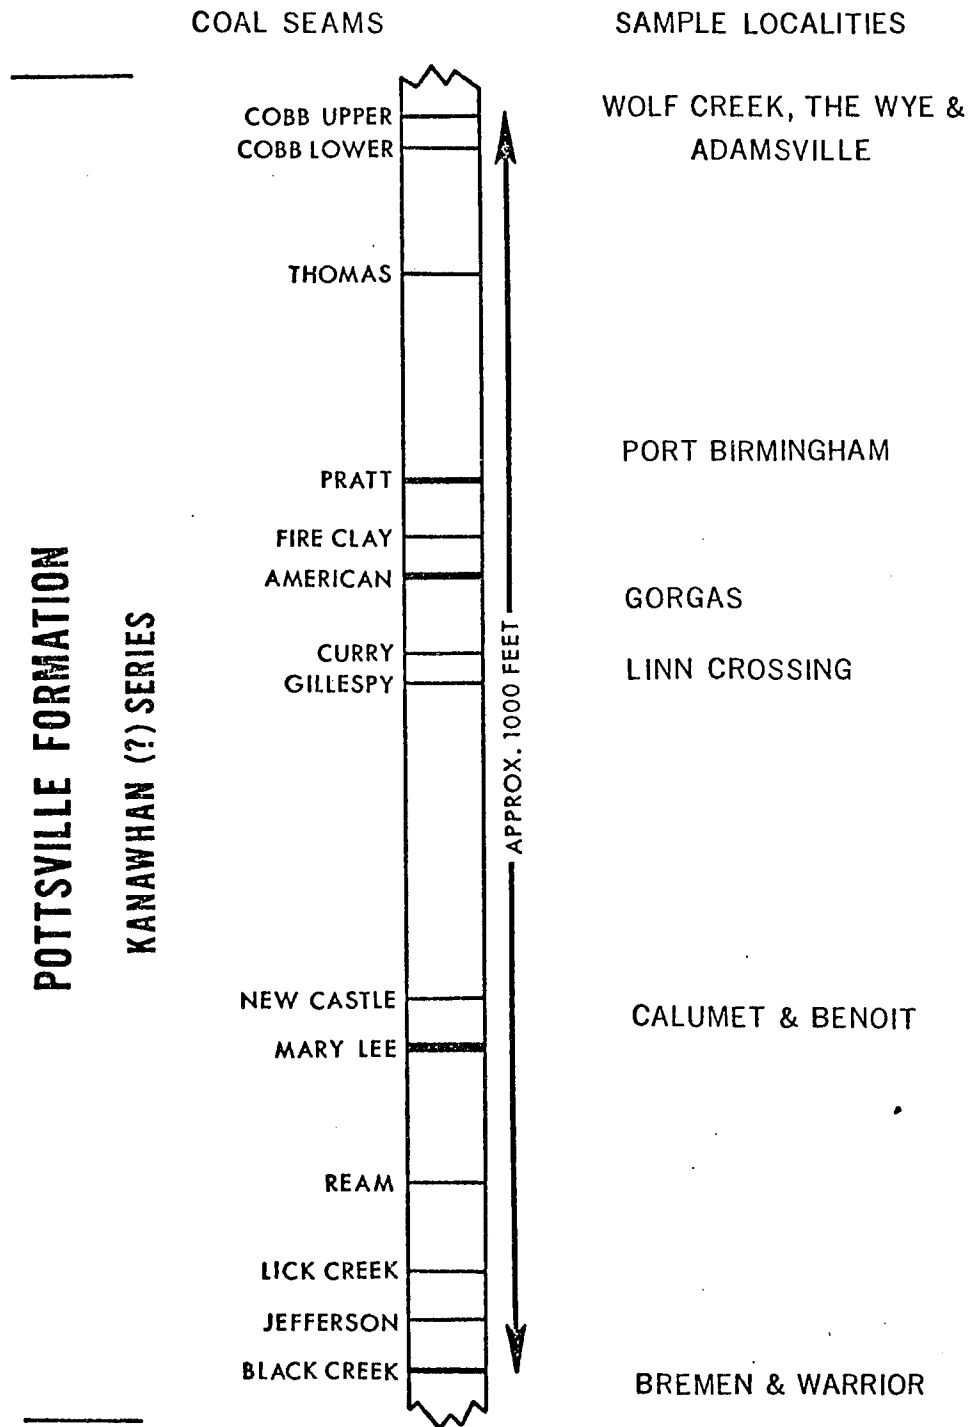 COAL SEAMS
SAMPLE LOCALITIES
COBB UPPER
COBB LOWER
THOMAS
PRATT
FIRE CLAY
AMERICAN
CURRY
GILLESPY
NEW CASTLE
MARY LEE
REAM
LICK CREEK
JEFFERSON
BLACK CREEK
WOLF CREEK, THE WYE &
ADAMSVILLE
PORT BIRMINGHAM
GORGAS
LINN CROSSING
CALUMET & BENOIT
BREMEN & WARRIOR
APPROX. 1000 FEET
POTTSVILLE FORMATION
KANAWHAN (?) SERIES